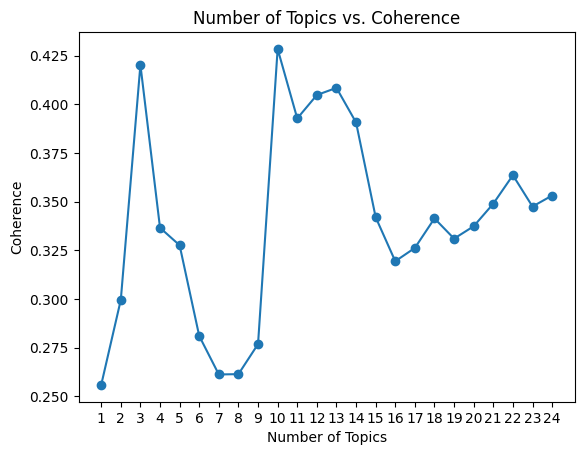 Number of Topics vs. Coherence
Coherence
0.425
0.400
0.375
0.350
0.325
0.300
0.275
0.250
1 2 3 4 5 6 7 8 9 10 11 12 13 14 15 16 17 18 19 20 21 22 23 24
Number of Topics